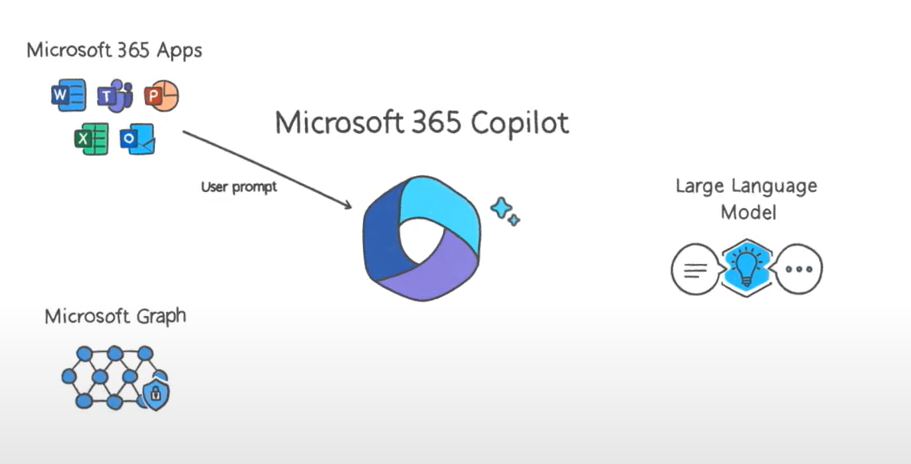 Microsoft 365 Apps
W
T
P
X
O
Microsoft 365 Copilot
User prompt
Large Language
Model
Microsoft Graph